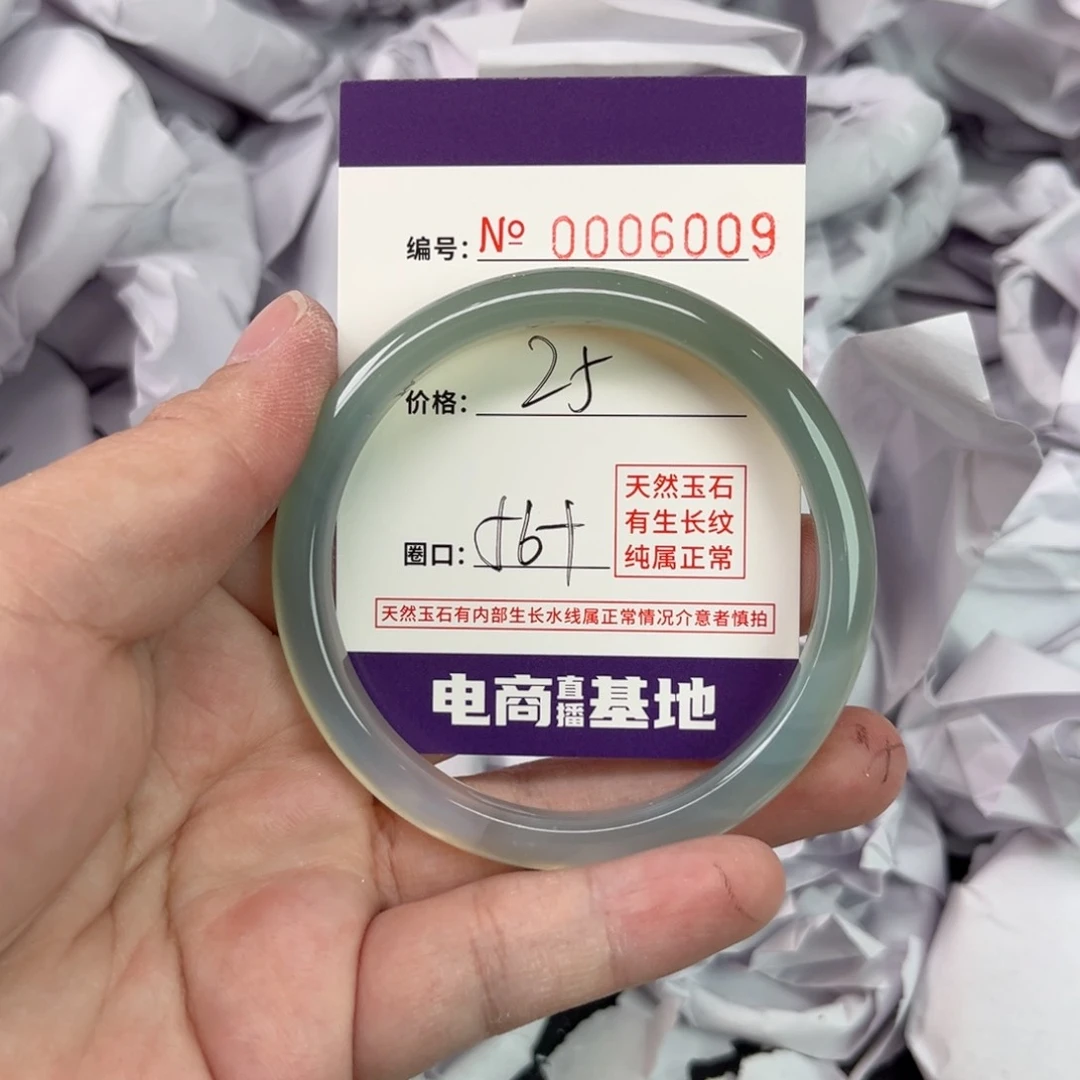 编号: № 0006009
价格: 25
圈口:
天然玉石
有生长纹
纯属正常
天然玉石有内部生长水线属正常情况介意者慎拍
电商直播基地